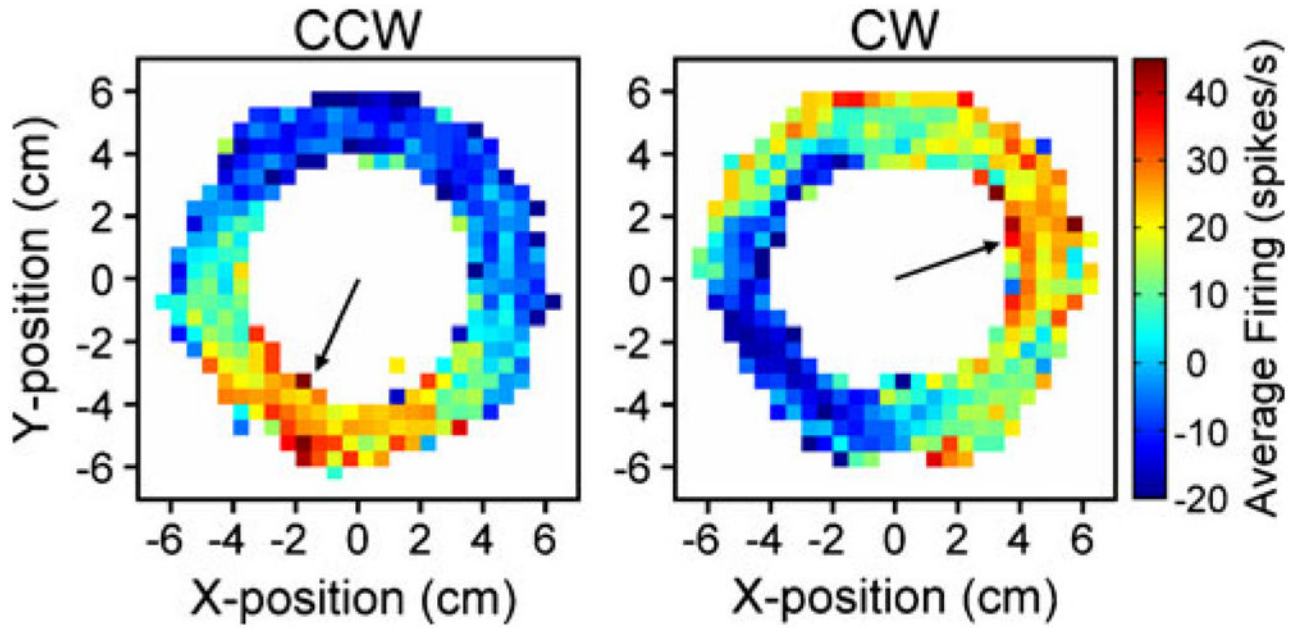 CCW
CW
Y-position (cm)
6
4
2
0
-2
-4
-6
-6 -4 -2 0 2 4 6
X-position (cm)
6
4
2
0
-2
-4
-6
-6 -4 -2 0 2 4 6
X-position (cm)
40
30
20
10
0
-10
-20
Average Firing (spikes/s)